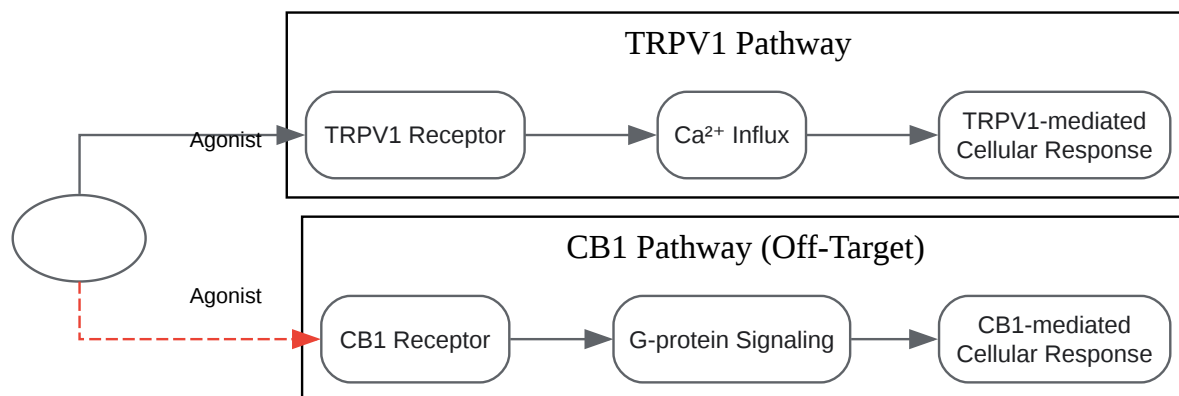 TRPV1 Pathway
Agonist
TRPV1 Receptor
Ca²⁺ Influx
TRPV1-mediated
Cellular Response
CB1 Pathway (Off-Target)
Agonist
CB1 Receptor
G-protein Signaling
CB1-mediated
Cellular Response